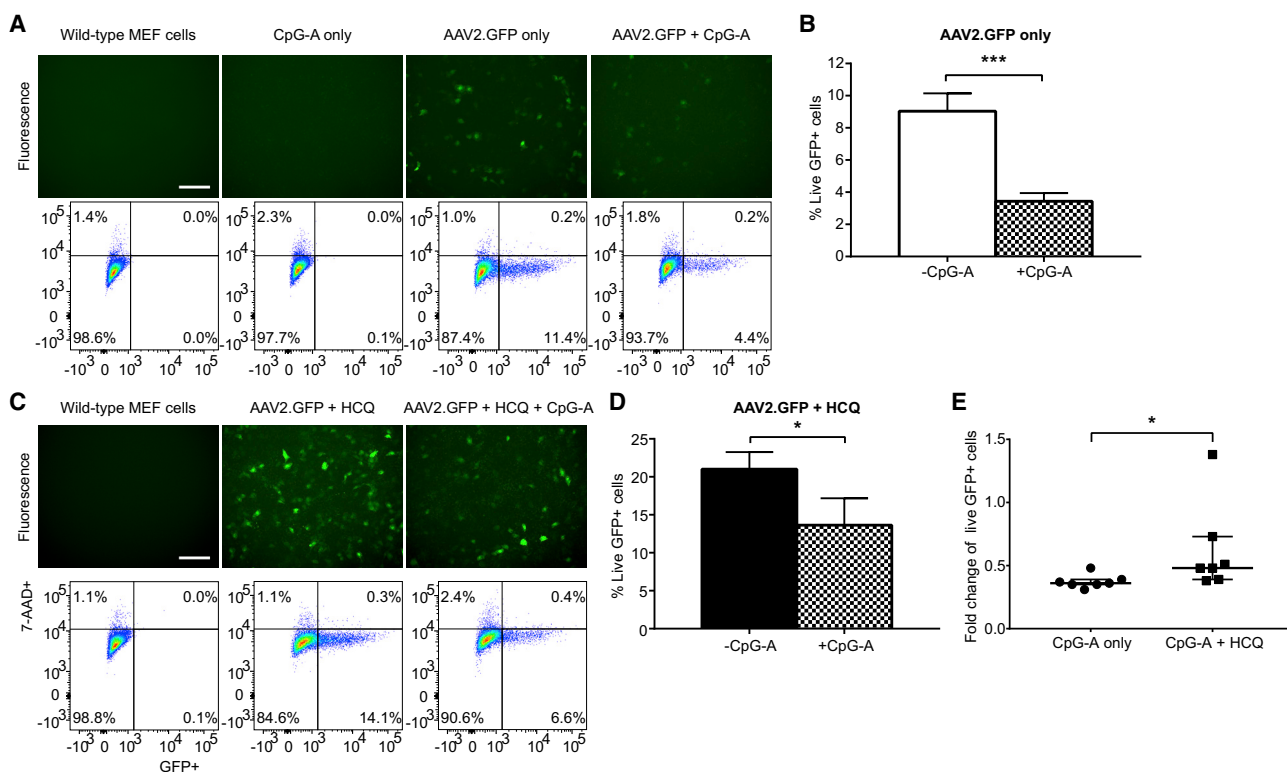 A
Wild-type MEF cells
CpG-A only
AAV2.GFP only
AAV2.GFP + CpG-A
Fluorescence
10^5
10^4
10^3
0
-10^3
1.4%
0.0%
98.6%
0.0%
-10^3 0 10^3 10^4 10^5
10^5
10^4
10^3
0
-10^3
2.3%
0.0%
97.7%
0.1%
-10^3 0 10^3 10^4 10^5
10^5
10^4
10^3
0
-10^3
1.0%
0.2%
87.4%
11.4%
-10^3 0 10^3 10^4 10^5
10^5
10^4
10^3
0
-10^3
1.8%
0.2%
93.7%
4.4%
-10^3 0 10^3 10^4 10^5
B
AAV2.GFP only
***
% Live GFP+ cells
12
10
8
6
4
2
0
-CpG-A
+CpG-A
C
Wild-type MEF cells
AAV2.GFP + HCQ
AAV2.GFP + HCQ + CpG-A
Fluorescence
7-AAD+
10^5
10^4
10^3
0
-10^3
1.1%
0.0%
98.8%
0.1%
-10^3 0 10^3 10^4 10^5
GFP+
10^5
10^4
10^3
0
-10^3
1.1%
0.3%
84.6%
14.1%
-10^3 0 10^3 10^4 10^5
10^5
10^4
10^3
0
-10^3
2.4%
0.4%
90.6%
6.6%
-10^3 0 10^3 10^4 10^5
D
AAV2.GFP + HCQ
*
% Live GFP+ cells
25
20
15
10
5
0
-CpG-A
+CpG-A
E
*
Fold change of live GFP+ cells
1.5
1.0
0.5
0.0
CpG-A only
CpG-A + HCQ